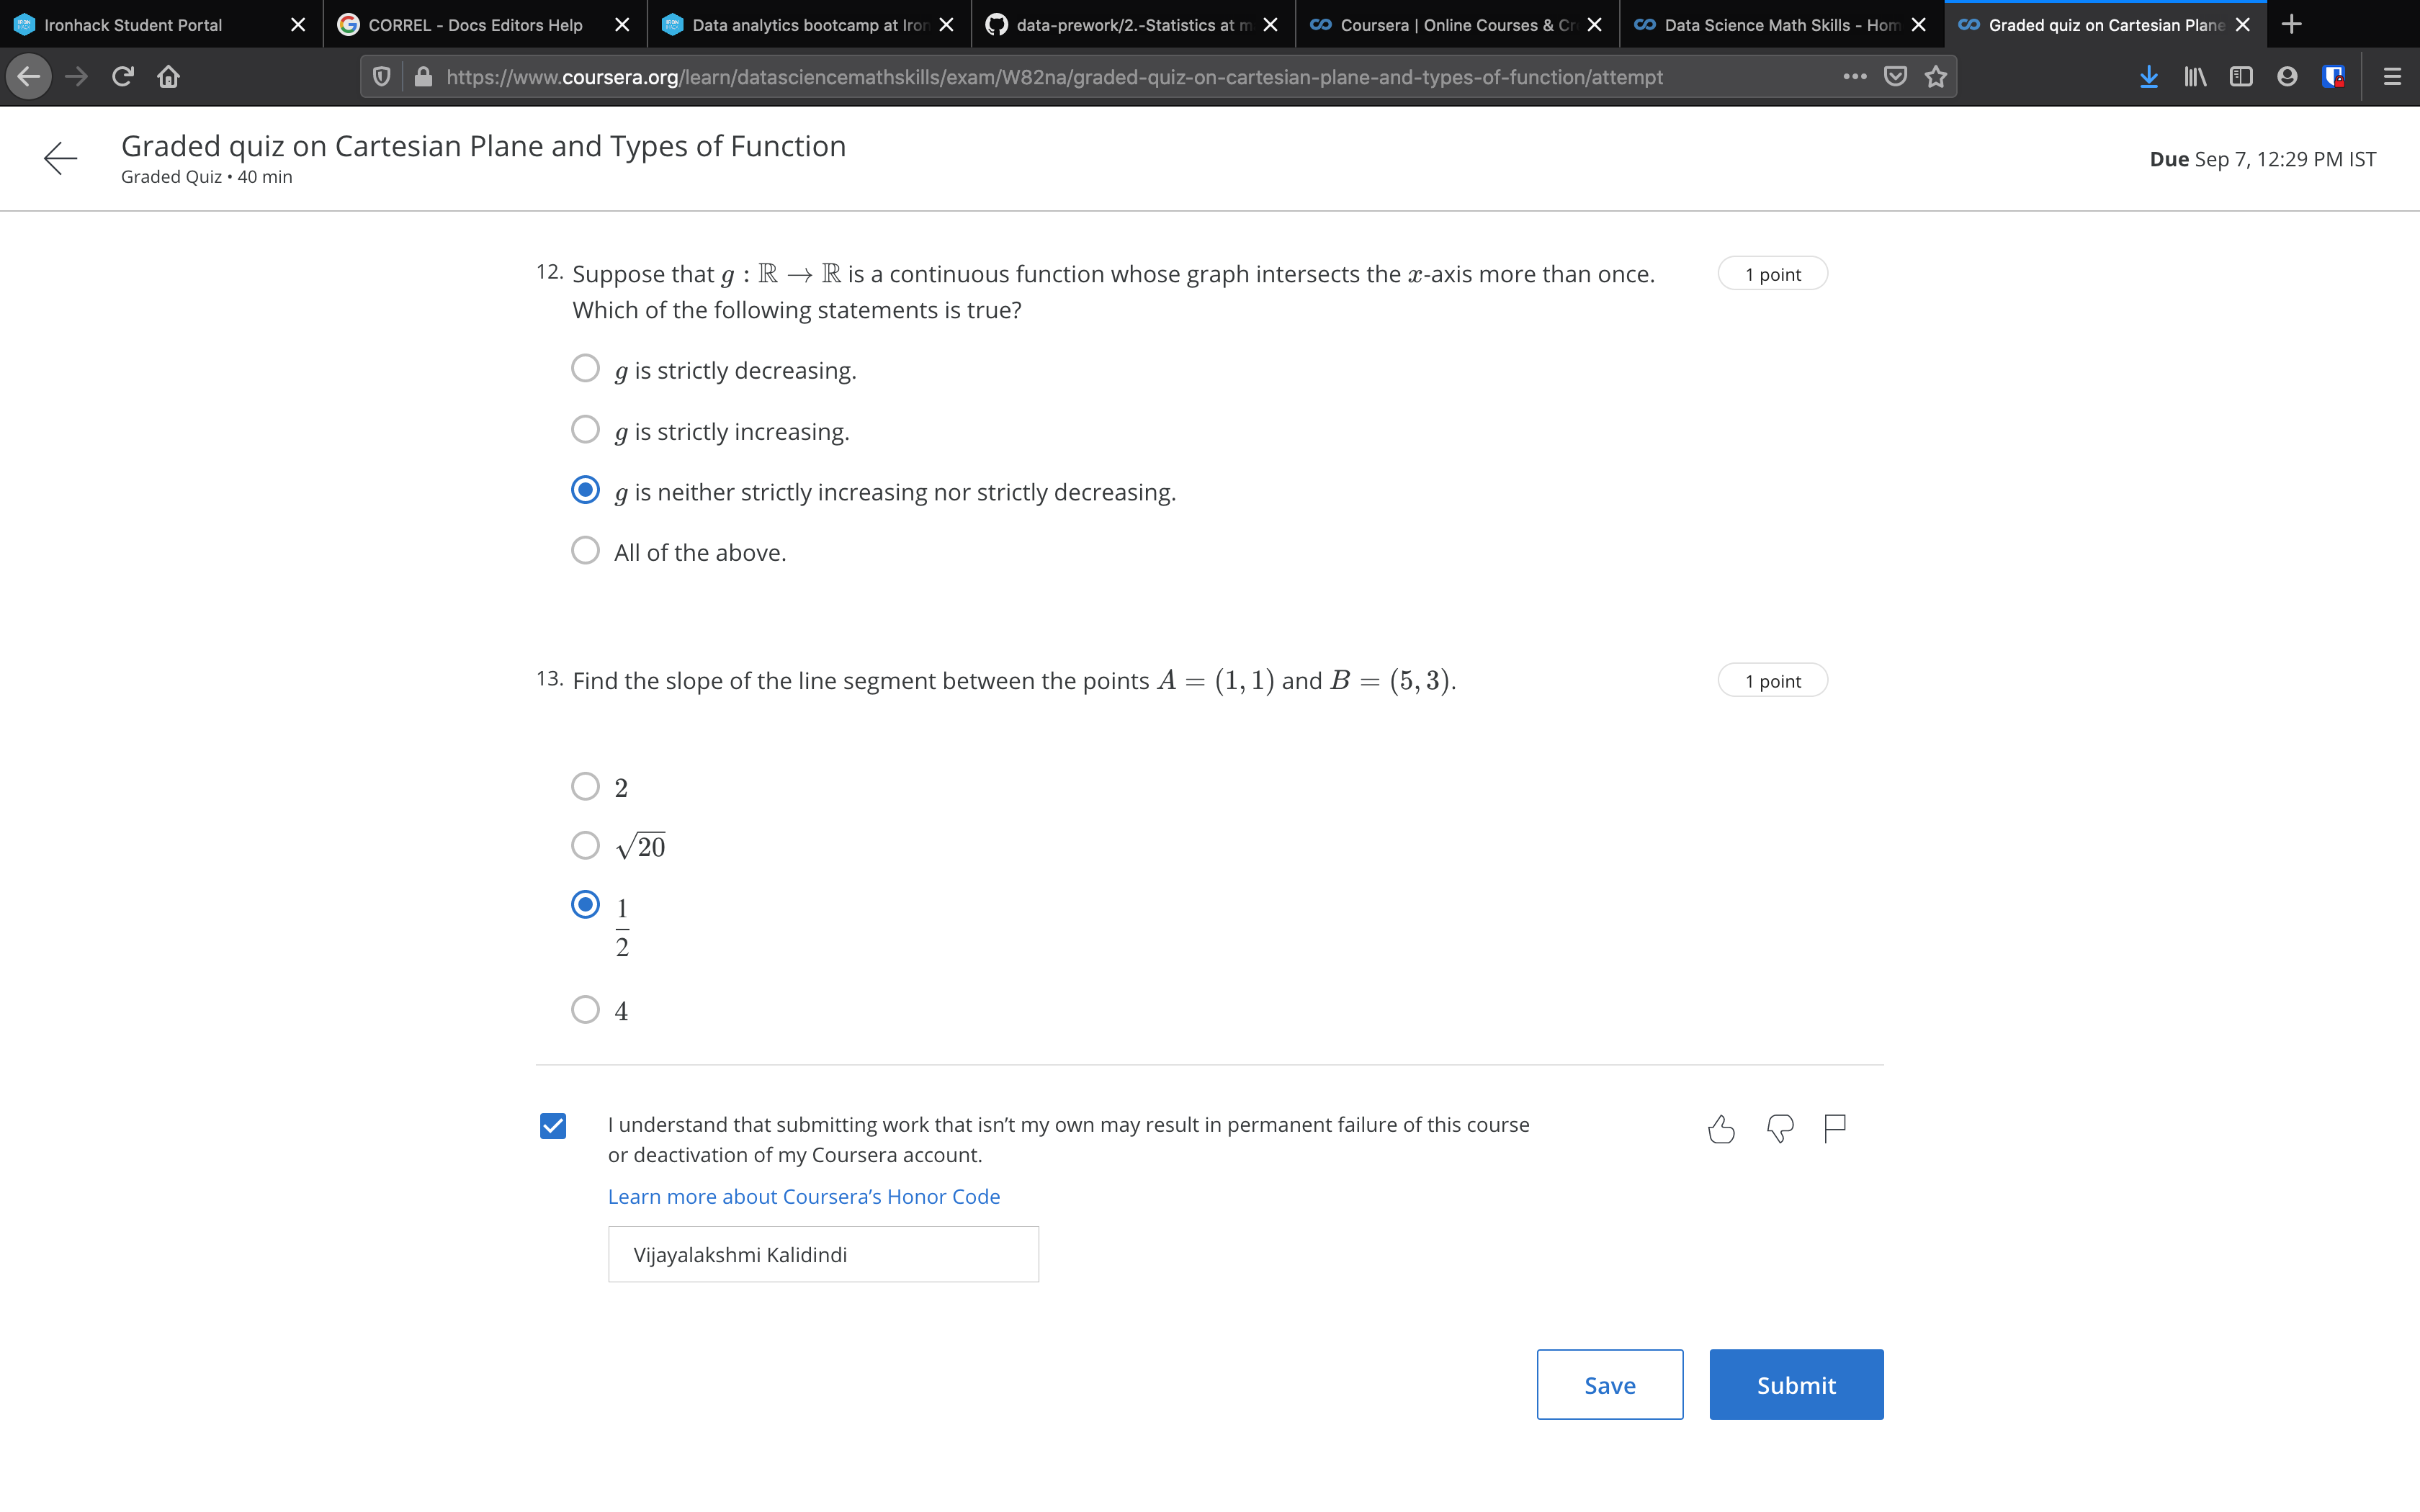 Ironhack Student Portal
CORREL - Docs Editors Help
Data analytics bootcamp at Iron
data-prework/2.-Statistics at m
Coursera | Online Courses & Cr
Data Science Math Skills - Hom
Graded quiz on Cartesian Plane
https://www.coursera.org/learn/datasciencemathskills/exam/W82na/graded-quiz-on-cartesian-plane-and-types-of-function/attempt
Graded quiz on Cartesian Plane and Types of Function
Graded Quiz • 40 min
Due Sep 7, 12:29 PM IST
12. Suppose that g : ℝ → ℝ is a continuous function whose graph intersects the x-axis more than once.
1 point
Which of the following statements is true?
g is strictly decreasing.
g is strictly increasing.
g is neither strictly increasing nor strictly decreasing.
All of the above.
13. Find the slope of the line segment between the points A = (1, 1) and B = (5, 3).
1 point
2
√20
1
2
4
I understand that submitting work that isn’t my own may result in permanent failure of this course
or deactivation of my Coursera account.
Learn more about Coursera’s Honor Code
Vijayalakshmi Kalidindi
Save
Submit